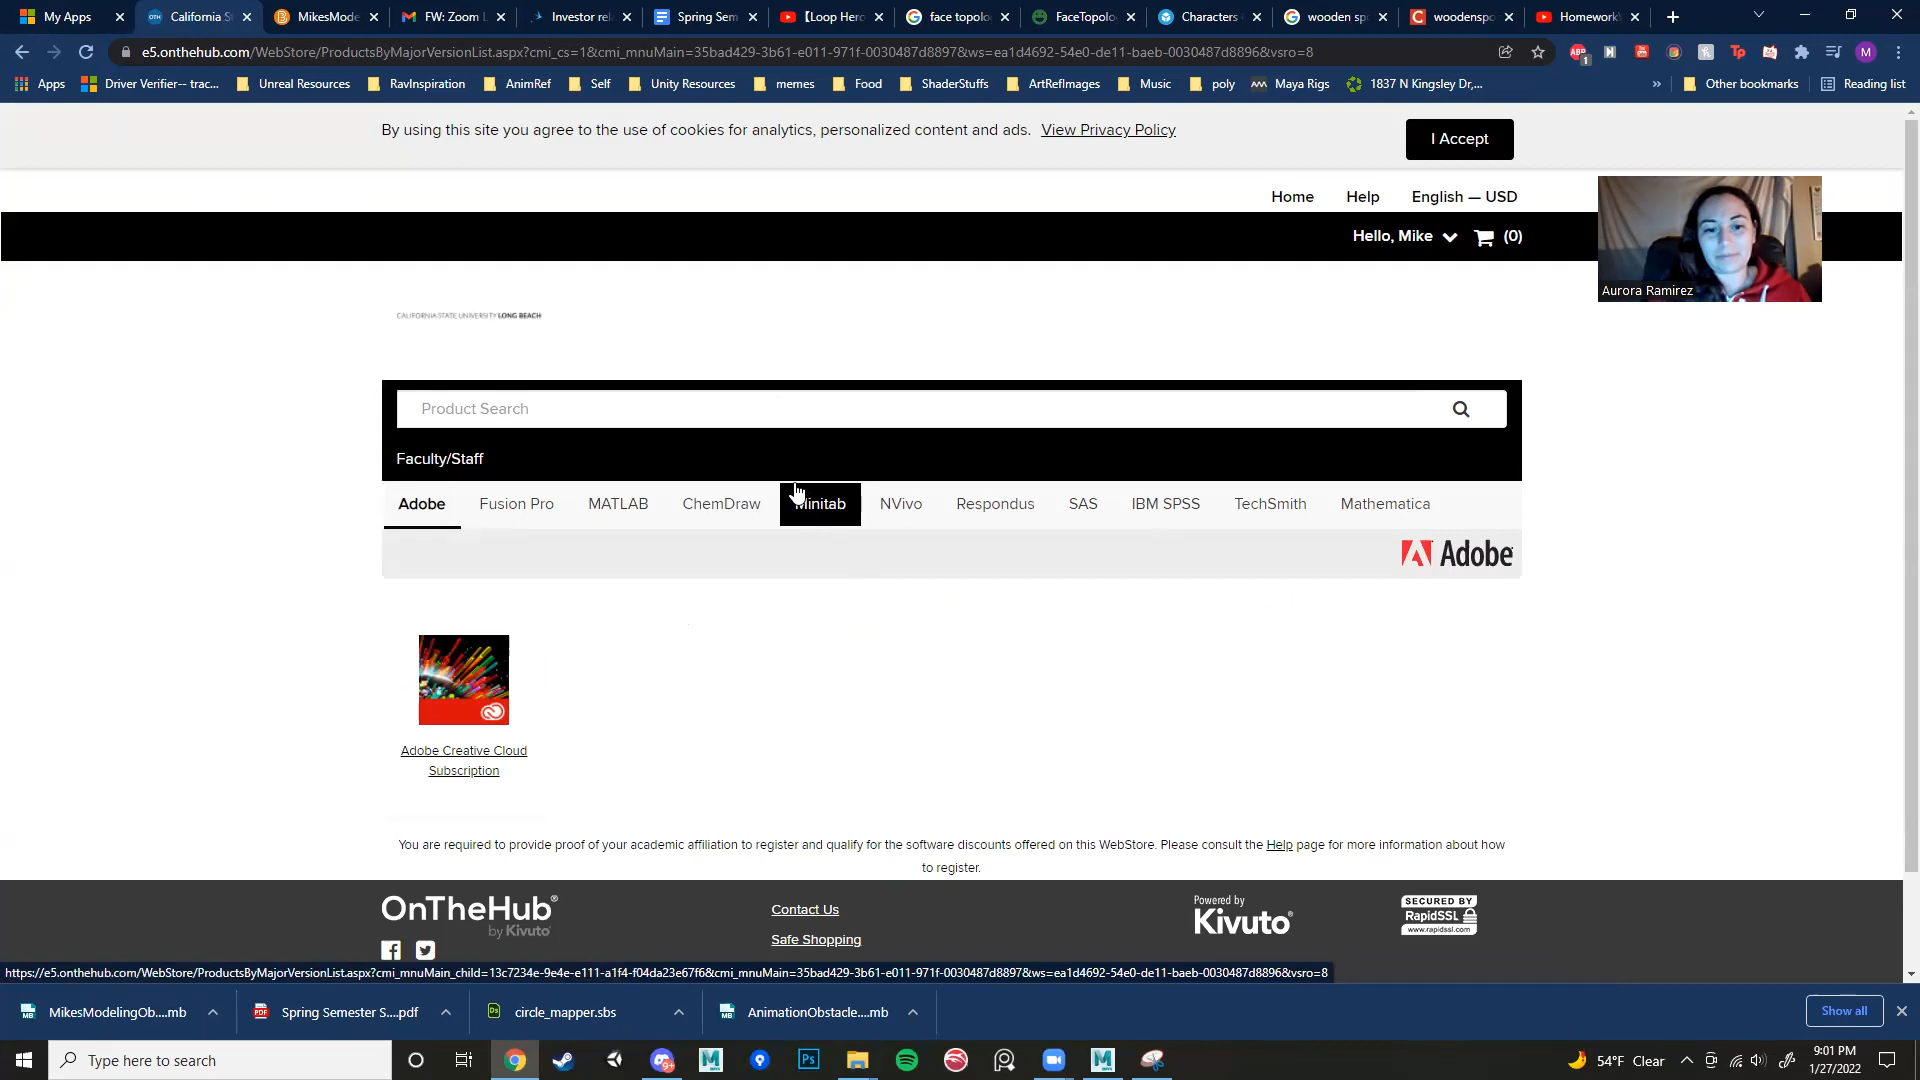 My Apps
California S
MikesMode
FW: Zoom L
Investor rel
Spring Sem
【Loop Hero
face topolo
FaceTopolo
Characters
wooden sp
woodenspo
Homework
e5.onthehub.com/WebStore/ProductsByMajorVersionList.aspx?cmi_cs=1&cmi_mnuMain=35bad429-3b61-e011-971f-0030487d8897&ws=ea1d4692-54e0-de11-baeb-0030487d8896&vsro=8
Apps
Driver Verifier-- trac...
Unreal Resources
RavInspiration
AnimRef
Self
Unity Resources
memes
Food
ShaderStuffs
ArtRefImages
Music
poly
Maya Rigs
1837 N Kingsley Dr,...
Other bookmarks
Reading list
By using this site you agree to the use of cookies for analytics, personalized content and ads. View Privacy Policy
I Accept
Home Help English — USD
Hello, Mike (0)
Aurora Ramirez
CALIFORNIA STATE UNIVERSITY LONG BEACH
Product Search
Faculty/Staff
Adobe Fusion Pro MATLAB ChemDraw Minitab NVivo Respondus SAS IBM SPSS TechSmith Mathematica
Adobe
Adobe Creative Cloud
Subscription
You are required to provide proof of your academic affiliation to register and qualify for the software discounts offered on this WebStore. Please consult the Help page for more information about how
to register.
OnTheHub®
by Kivuto
Contact Us
Safe Shopping
Powered by
Kivuto
SECURED BY
RapidSSL
www.rapidssl.com
https://e5.onthehub.com/WebStore/ProductsByMajorVersionList.aspx?cmi_mnuMain_child=13c7234e-9e4e-e111-a1f4-f04da23e67f6&cmi_mnuMain=35bad429-3b61-e011-971f-0030487d8897&ws=ea1d4692-54e0-de11-baeb-0030487d8896&vsro=8
MikesModelingOb....mb
Spring Semester S....pdf
circle_mapper.sbs
AnimationObstacle....mb
Show all
Type here to search
54°F Clear
9:01 PM
1/27/2022